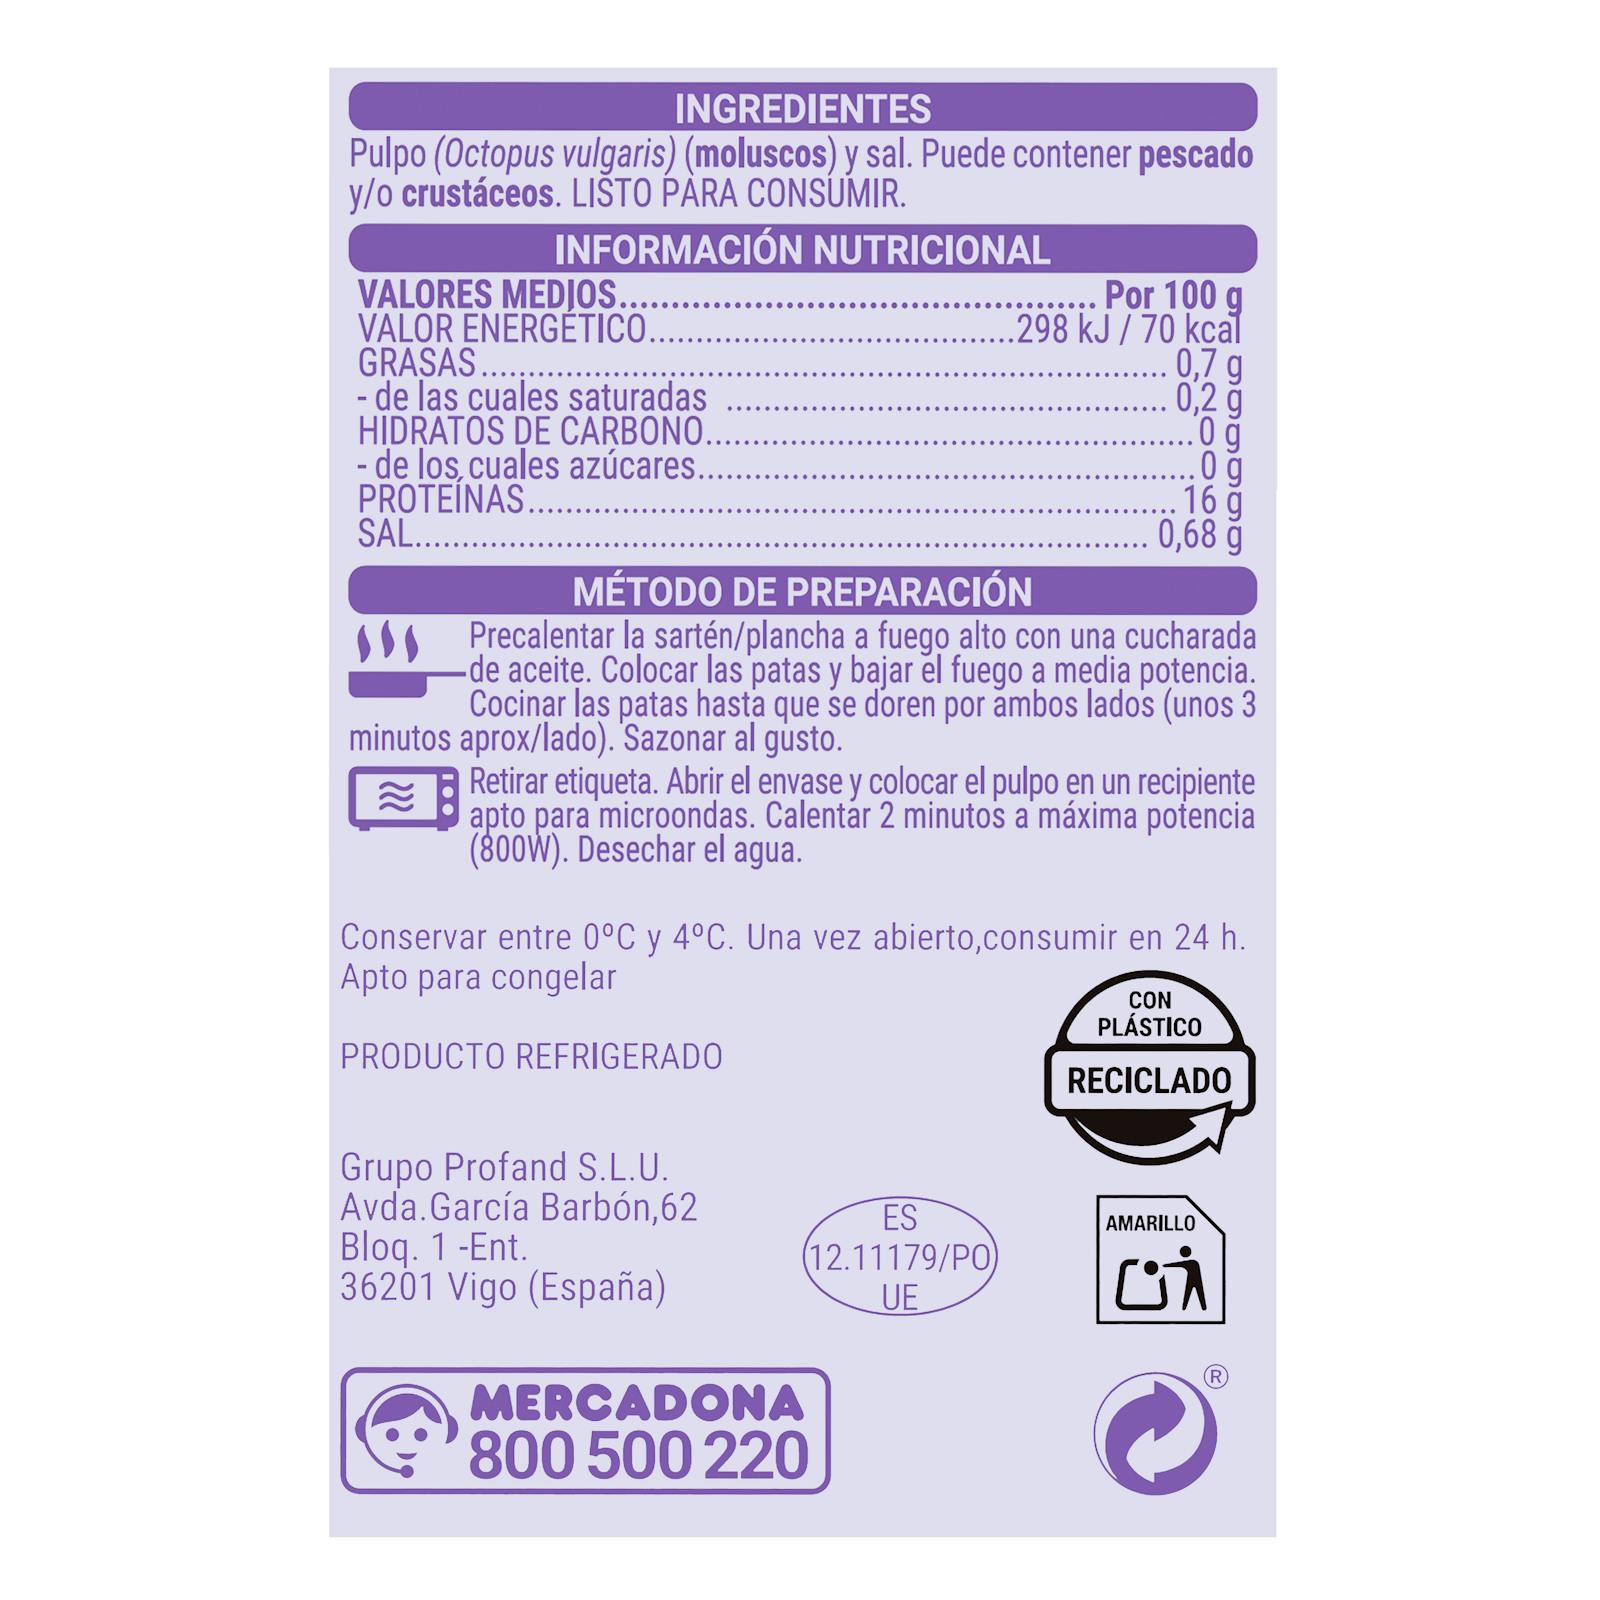 INGREDIENTES
Pulpo (Octopus vulgaris) (moluscos) y sal. Puede contener pescado
y/o crustáceos. LISTO PARA CONSUMIR.
INFORMACIÓN NUTRICIONAL
VALORES MEDIOS........................................ Por 100 g
VALOR ENERGÉTICO.....................................298 kJ / 70 kcal
GRASAS...................................................................... 0,7 g
- de las cuales saturadas ............................................. 0,2 g
HIDRATOS DE CARBONO.................................................. 0 g
- de los cuales azúcares...................................................0 g
PROTEÍNAS.................................................................. 16 g
SAL........................................................................... 0,68 g
MÉTODO DE PREPARACIÓN
Precalentar la sartén/plancha a fuego alto con una cucharada
de aceite. Colocar las patas y bajar el fuego a media potencia.
Cocinar las patas hasta que se doren por ambos lados (unos 3
minutos aprox/lado). Sazonar al gusto.
Retirar etiqueta. Abrir el envase y colocar el pulpo en un recipiente
apto para microondas. Calentar 2 minutos a máxima potencia
(800W). Desechar el agua.
Conservar entre 0ºC y 4ºC. Una vez abierto,consumir en 24 h.
Apto para congelar
CON
PLÁSTICO
RECICLADO
PRODUCTO REFRIGERADO
Grupo Profand S.L.U.
Avda.García Barbón,62
Bloq. 1 -Ent.
36201 Vigo (España)
ES
12.11179/PO
UE
AMARILLO
MERCADONA
800 500 220
®